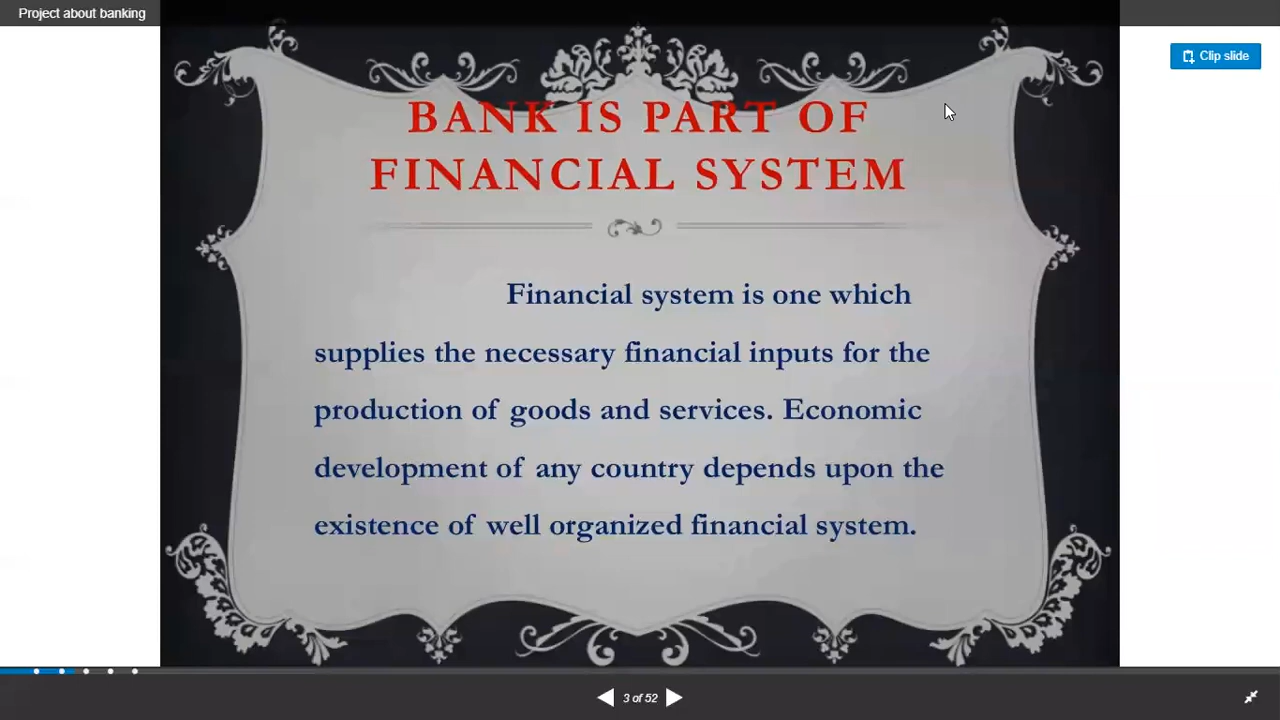 Project about banking
Clip slide
BANK IS PART OF
FINANCIAL SYSTEM
Financial system is one which
supplies the necessary financial inputs for the
production of goods and services. Economic
development of any country depends upon the
existence of well organized financial system.
3 of 52